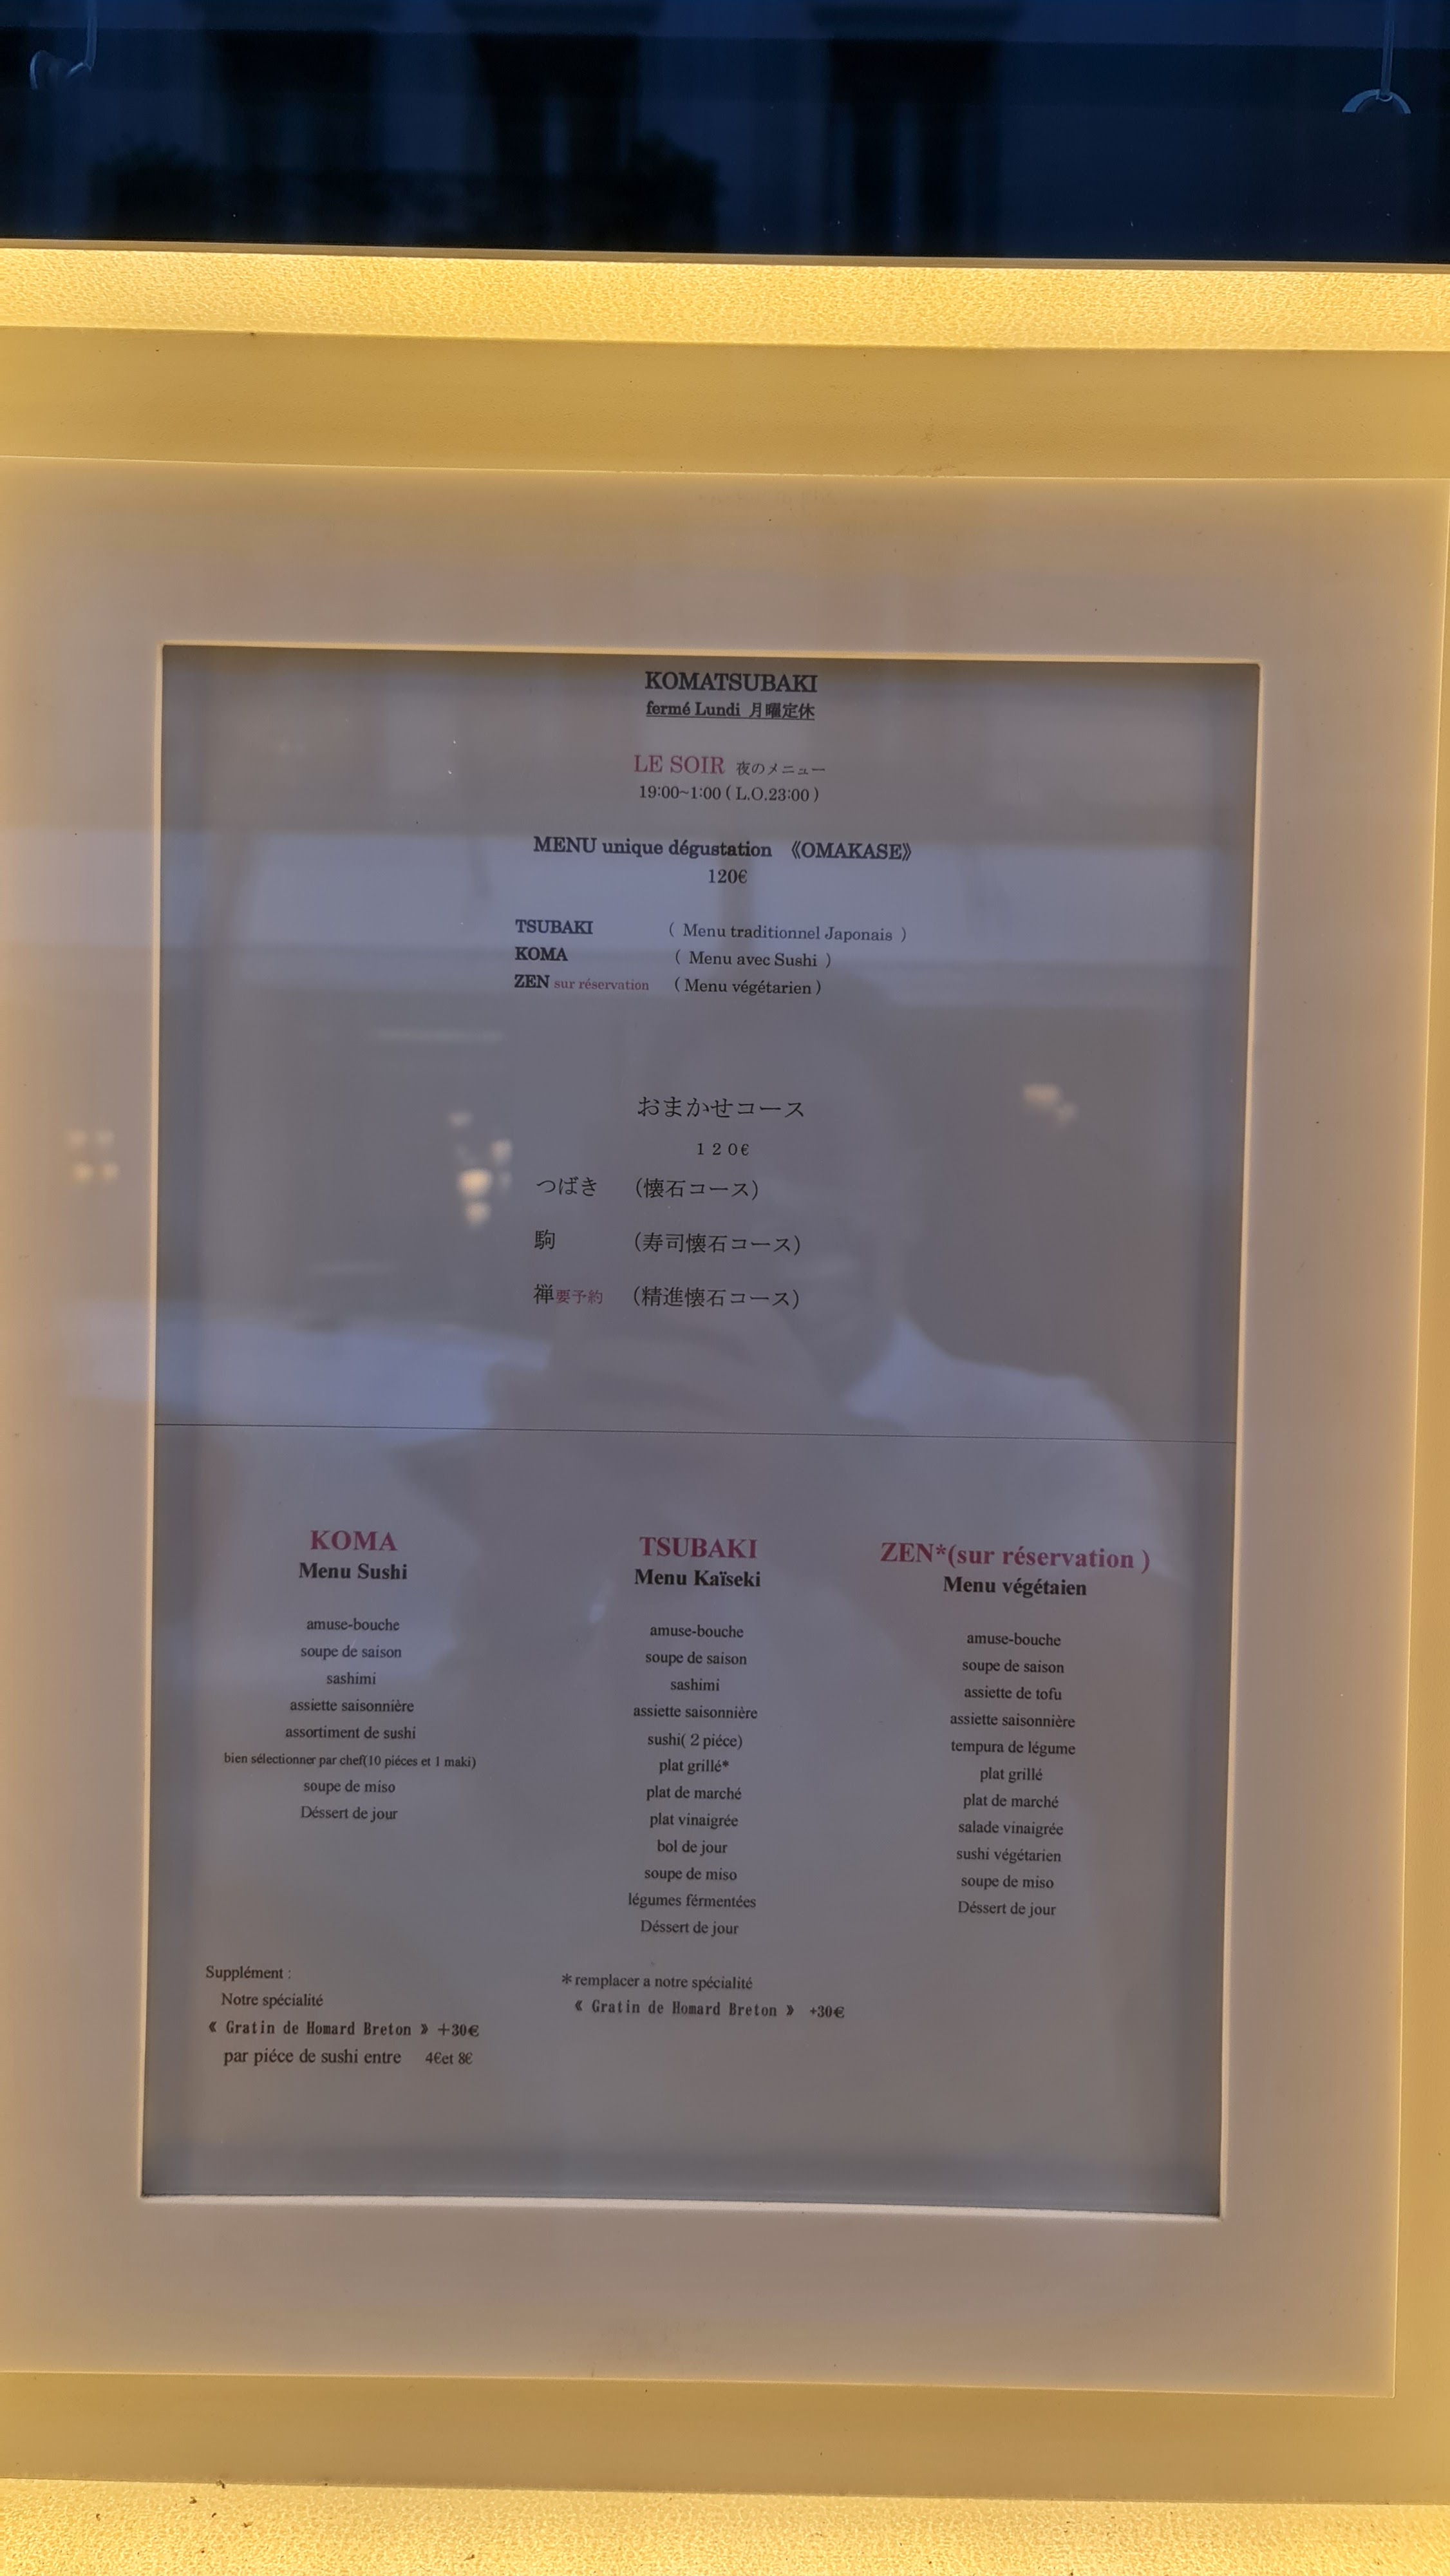 KOMATSUBAKI
fermé Lundi 月曜定休
LE SOIR 夜のメニュー
19:00~1:00 ( L.O.23:00 )
MENU unique dégustation 《OMAKASE》
120€
TSUBAKI ( Menu traditionnel Japonais )
KOMA ( Menu avec Sushi )
ZEN sur réservation ( Menu végétarien )
おまかせコース
120€
つばき (懐石コース)
駒 (寿司懐石コース)
禅要予約 (精進懐石コース)
KOMA
Menu Sushi
amuse-bouche
soupe de saison
sashimi
assiette saisonnière
assortiment de sushi
bien sélectionner par chef(10 piéces et 1 maki)
soupe de miso
Déssert de jour
Supplément :
Notre spécialité
《 Gratin de Homard Breton 》 +30€
par piéce de sushi entre 4€et 8€
TSUBAKI
Menu Kaïseki
amuse-bouche
soupe de saison
sashimi
assiette saisonnière
sushi( 2 piéce)
plat grillé*
plat de marché
plat vinaigrée
bol de jour
soupe de miso
légumes férmentées
Déssert de jour
*remplacer a notre spécialité
《 Gratin de Homard Breton 》 +30€
ZEN*(sur réservation )
Menu végétaien
amuse-bouche
soupe de saison
assiette de tofu
assiette saisonnière
tempura de légume
plat grillé
plat de marché
salade vinaigrée
sushi végétarien
soupe de miso
Déssert de jour